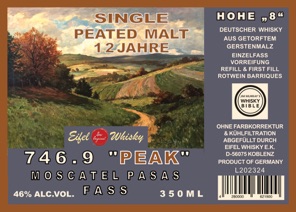 SINGLE
PEATED MALT
12 JAHRE
Eifel Whisky
746.9 "PEAK"
MOSCATEL PASAS
FASS
46% ALC.VOL.
350ML
HOHE „8“
DEUTSCHER WHISKY
AUS GETORFTEM
GERSTENMALZ
EINZELFASS
VORREIFUNG
REFILL & FIRST FILL
ROTWEIN BARRIQUES
WHISKY
BIBLE
OHNE FARBKORREKTUR
& KÜHLFILTRATION
ABGEFÜLLT DURCH
EIFEL WHISKY E.K.
D-56075 KOBLENZ
PRODUCT OF GERMANY
L202324